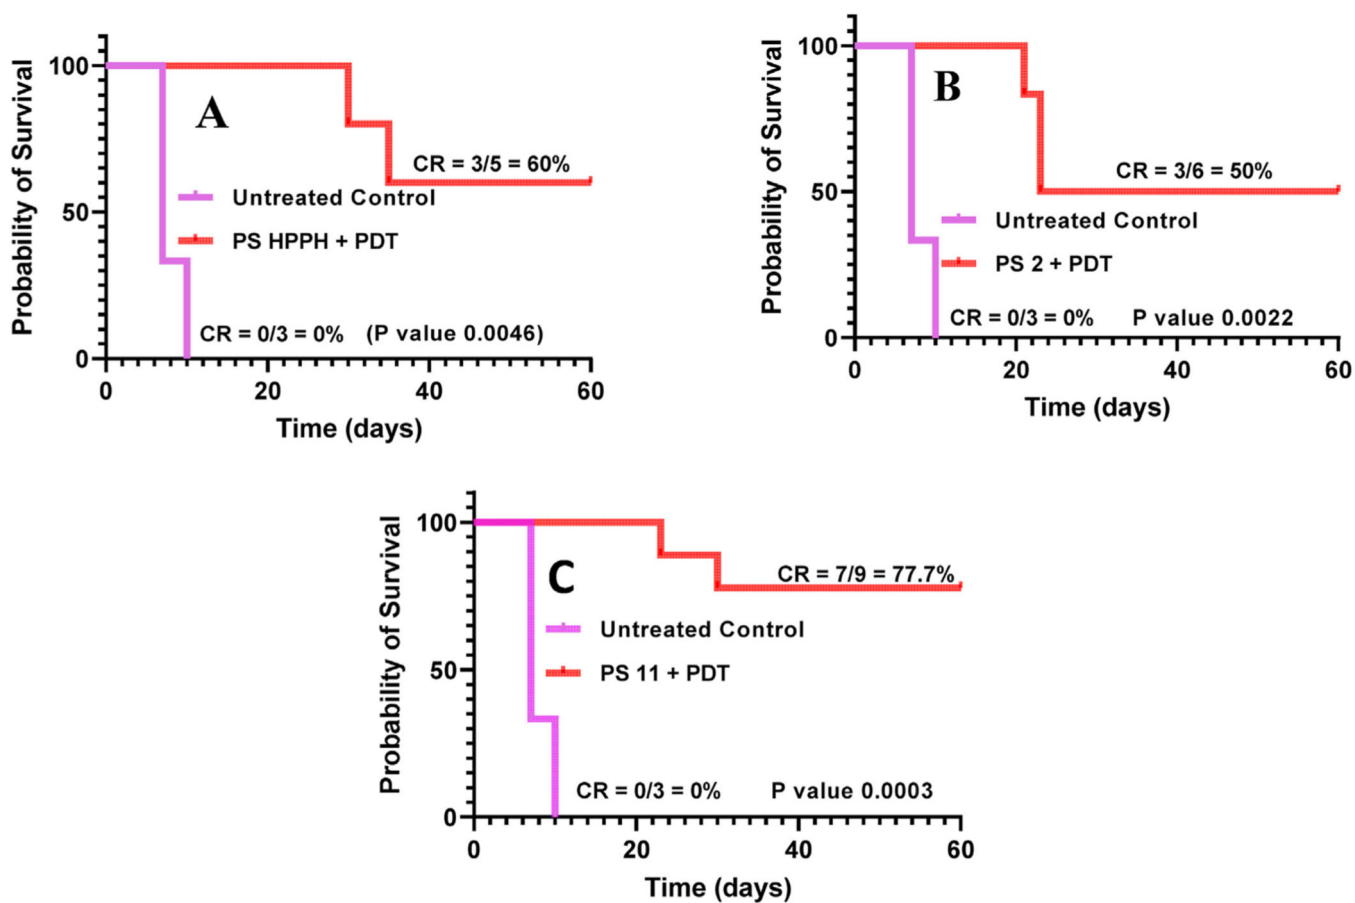 Probability of Survival
100
50
0
A
CR = 3/5 = 60%
Untreated Control
PS HPPH + PDT
CR = 0/3 = 0% (P value 0.0046)
0 20 40 60
Time (days)
Probability of Survival
100
50
0
B
CR = 3/6 = 50%
Untreated Control
PS 2 + PDT
CR = 0/3 = 0% P value 0.0022
0 20 40 60
Time (days)
Probability of Survival
100
50
0
C
CR = 7/9 = 77.7%
Untreated Control
PS 11 + PDT
CR = 0/3 = 0% P value 0.0003
0 20 40 60
Time (days)